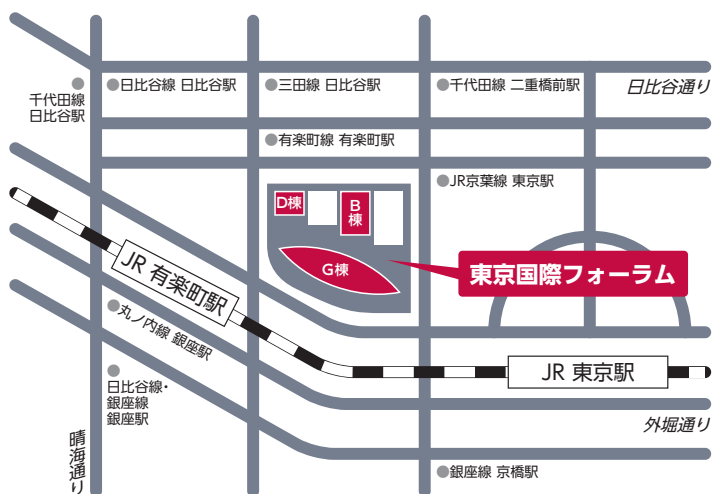 千代田線
日比谷駅
日比谷線 日比谷駅
三田線 日比谷駅
千代田線 二重橋前駅
日比谷通り
有楽町線 有楽町駅
JR京葉線 東京駅
D棟
B
棟
G棟
東京国際フォーラム
JR 有楽町駅
丸ノ内線 銀座駅
JR 東京駅
日比谷線・
銀座線
銀座駅
外堀通り
晴海通り
銀座線 京橋駅